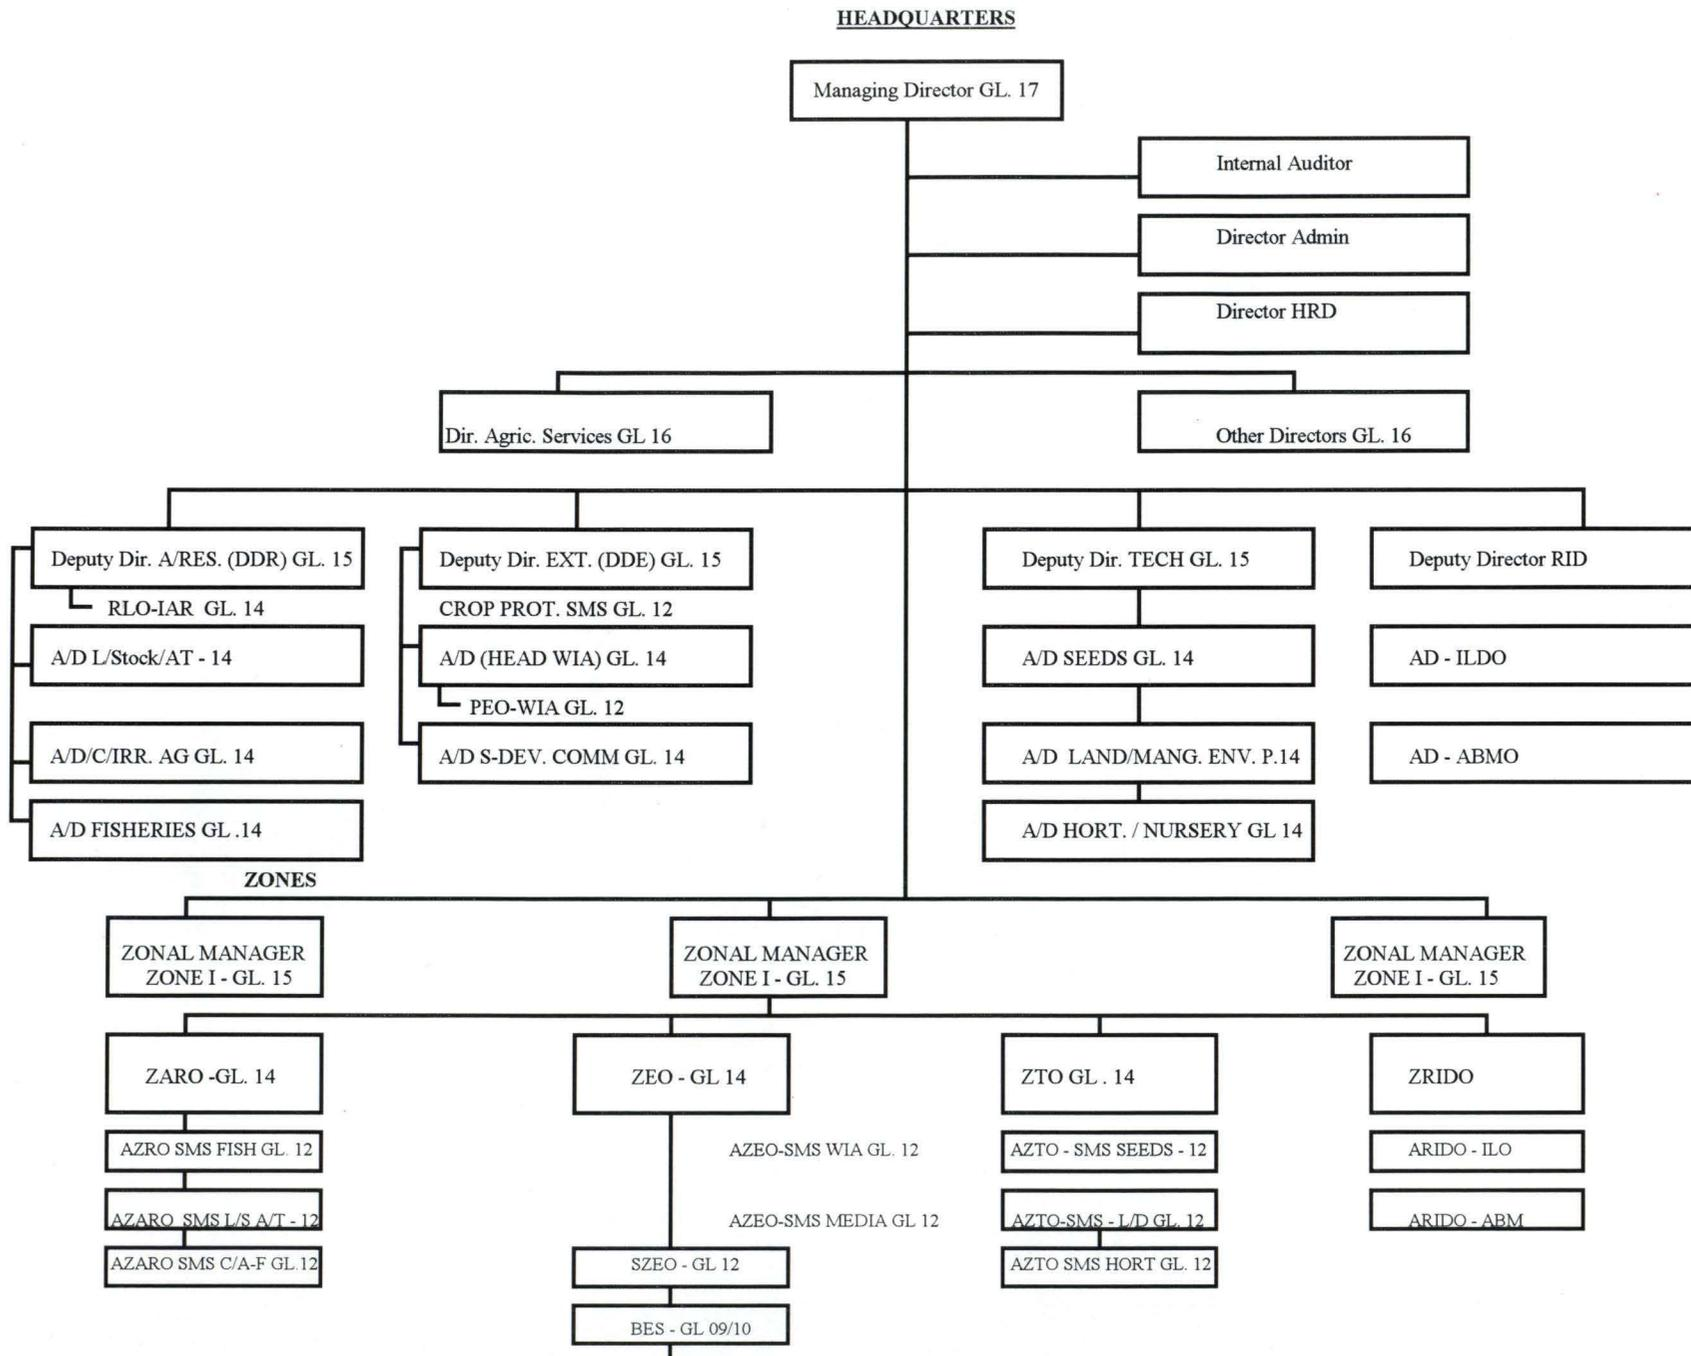 HEADQUARTERS
Managing Director GL. 17
Internal Auditor
Director Admin
Director HRD
Dir. Agric. Services GL 16
Other Directors GL. 16
Deputy Dir. A/RES. (DDR) GL. 15
Deputy Dir. EXT. (DDE) GL. 15
Deputy Dir. TECH GL. 15
Deputy Director RID
RLO-IAR GL. 14
CROP PROT. SMS GL. 12
A/D L/Stock/AT - 14
A/D (HEAD WIA) GL. 14
A/D SEEDS GL. 14
AD - ILDO
PEO-WIA GL. 12
A/D/C/IRR. AG GL. 14
A/D S-DEV. COMM GL. 14
A/D LAND/MANG. ENV. P.14
AD - ABMO
A/D FISHERIES GL .14
A/D HORT. / NURSERY GL 14
ZONES
ZONAL MANAGER
ZONE I - GL. 15
ZONAL MANAGER
ZONE I - GL. 15
ZONAL MANAGER
ZONE I - GL. 15
ZARO -GL. 14
ZEO - GL 14
ZTO GL . 14
ZRIDO
AZRO SMS FISH GL. 12
AZEO-SMS WIA GL. 12
AZTO - SMS SEEDS - 12
ARIDO - ILO
AZARO SMS L/S A/T - 12
AZEO-SMS MEDIA GL 12
AZTO-SMS - L/D GL. 12
ARIDO - ABM
AZARO SMS C/A-F GL.12
SZEO - GL 12
AZTO SMS HORT GL. 12
BES - GL 09/10